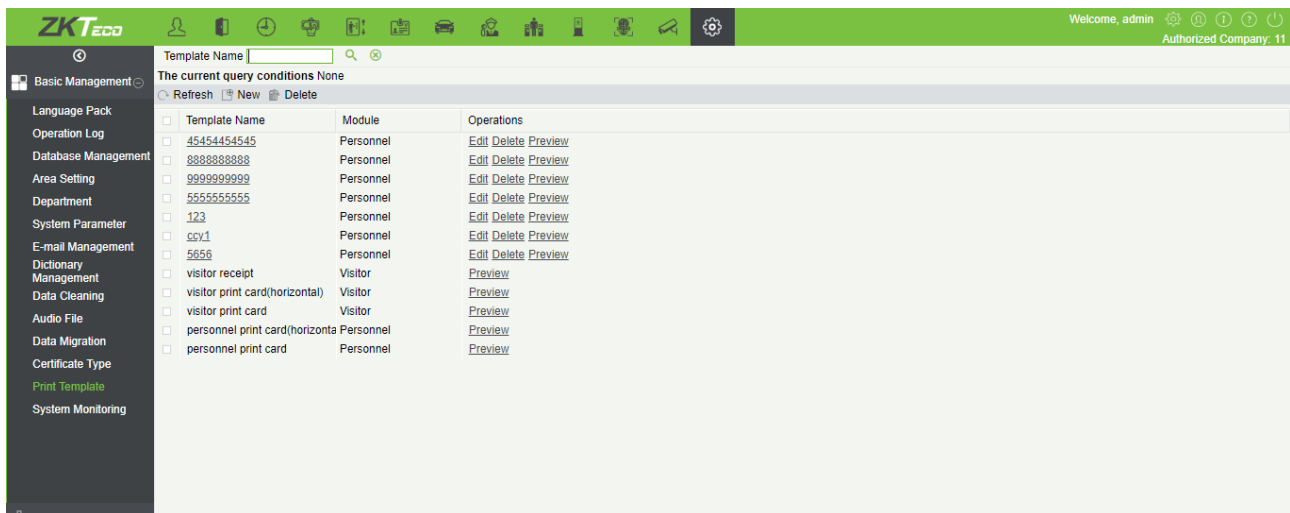 ZKTeco
Welcome, admin
Authorized Company: 11
Template Name
The current query conditions None
Refresh New Delete
Basic Management
Language Pack
Operation Log
Database Management
Area Setting
Department
System Parameter
E-mail Management
Dictionary
Management
Data Cleaning
Audio File
Data Migration
Certificate Type
Print Template
System Monitoring
Template Name Module Operations
45454454545 Personnel Edit Delete Preview
8888888888 Personnel Edit Delete Preview
9999999999 Personnel Edit Delete Preview
5555555555 Personnel Edit Delete Preview
123 Personnel Edit Delete Preview
ccy1 Personnel Edit Delete Preview
5656 Personnel Edit Delete Preview
visitor receipt Visitor Preview
visitor print card(horizontal) Visitor Preview
visitor print card Visitor Preview
personnel print card(horizonta Personnel Preview
personnel print card Personnel Preview